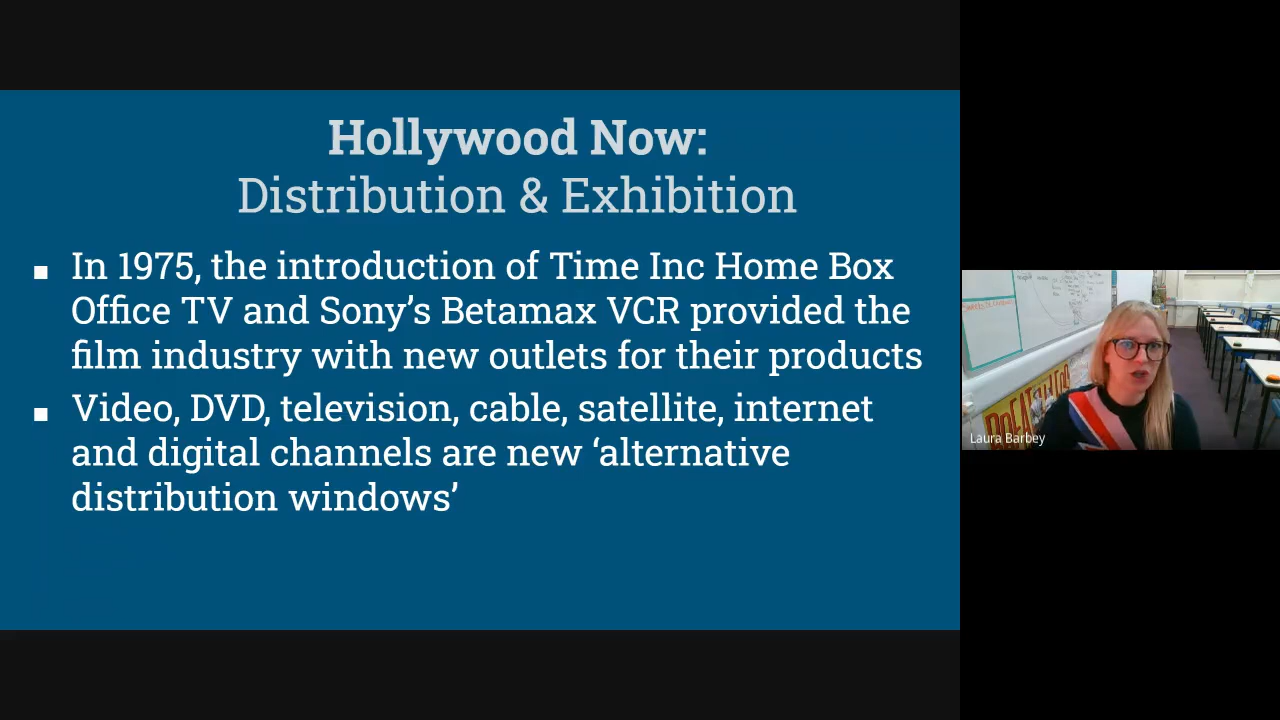 Hollywood Now:
Distribution & Exhibition
▪ In 1975, the introduction of Time Inc Home Box
Office TV and Sony’s Betamax VCR provided the
film industry with new outlets for their products
▪ Video, DVD, television, cable, satellite, internet
and digital channels are new ‘alternative
distribution windows’
Laura Barbey